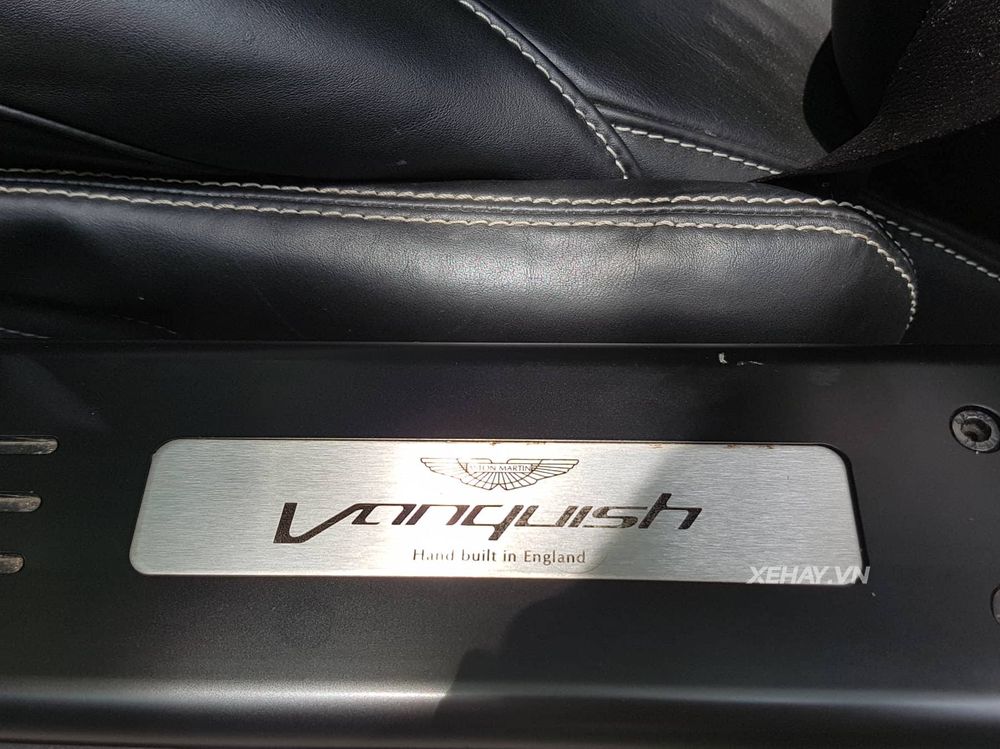 ASTON MARTIN
Vanquish
Hand built in England
XEHAY.VN